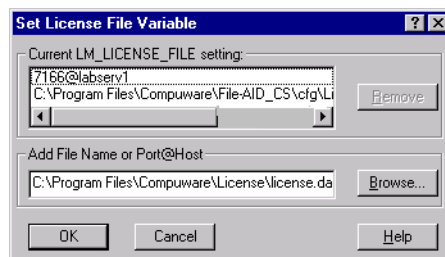 Set License File Variable
Current LM_LICENSE_FILE setting:
7166@labserv1
C:\Program Files\Compuware\File-AID_CS\cfg\Li
Remove
Add File Name or Port@Host
C:\Program Files\Compuware\License\license.da
Browse...
OK
Cancel
Help